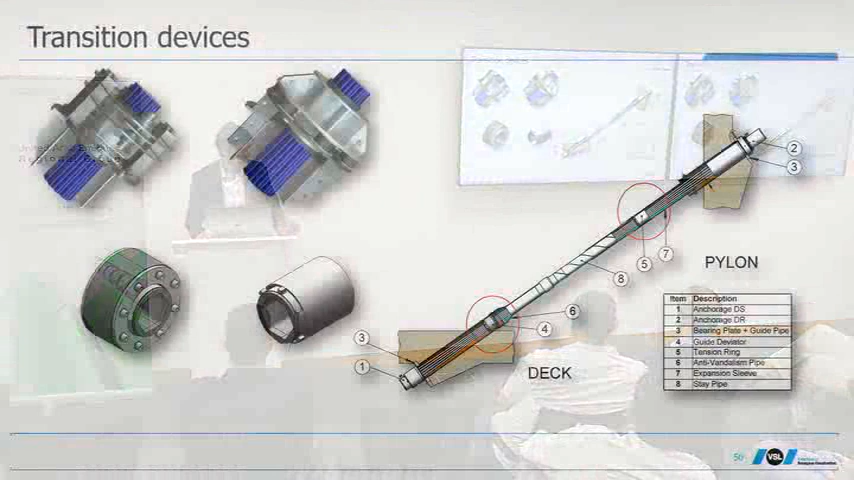 Transition devices
2
3
7
5
8
6
4
3
1
PYLON
DECK
Item Description
1 Anchorage DS
2 Anchorage DR
3 Bearing Plate + Guide Pipe
4 Guide Deviator
5 Tension Ring
6 Anti-Vandalism Pipe
7 Expansion Sleeve
8 Stay Pipe
VSL